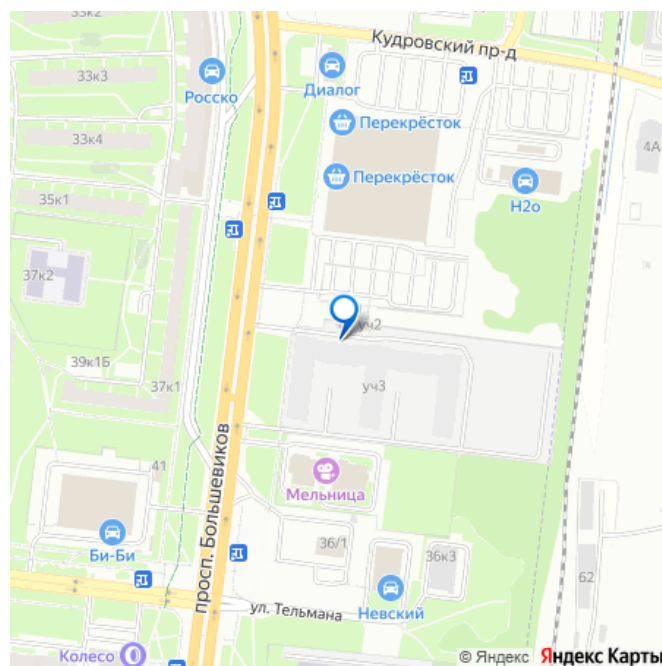 33к2
Кудровский пр-д
33к3
Росско
Диалог
Перекрёсток
33к4
4А
Перекрёсток
Н2о
35к1
37к2
уч2
39к1Б
37к1
уч3
просп. Большевиков
41
Мельница
Би-Би
36/1
36к3
62
ул. Тельмана
Невский
Колесо
© Яндекс Яндекс Карты